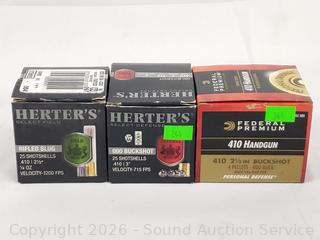 HERTER'S
SELECT FIELD
RIFLED SLUG
25 SHOTSHELLS
.410 | 2½"
¼ OZ
VELOCITY-1200 FPS
HERTER'S
SELECT DEFENSE
000 BUCKSHOT
25 SHOTSHELLS
.410 | 3"
VELOCITY-715 FPS
FEDERAL
PREMIUM
410 HANDGUN
410 2½ IN BUCKSHOT
4 PELLETS - 000 BUCK
PERSONAL DEFENSE
Copyright 2026 - Sound Auction Service